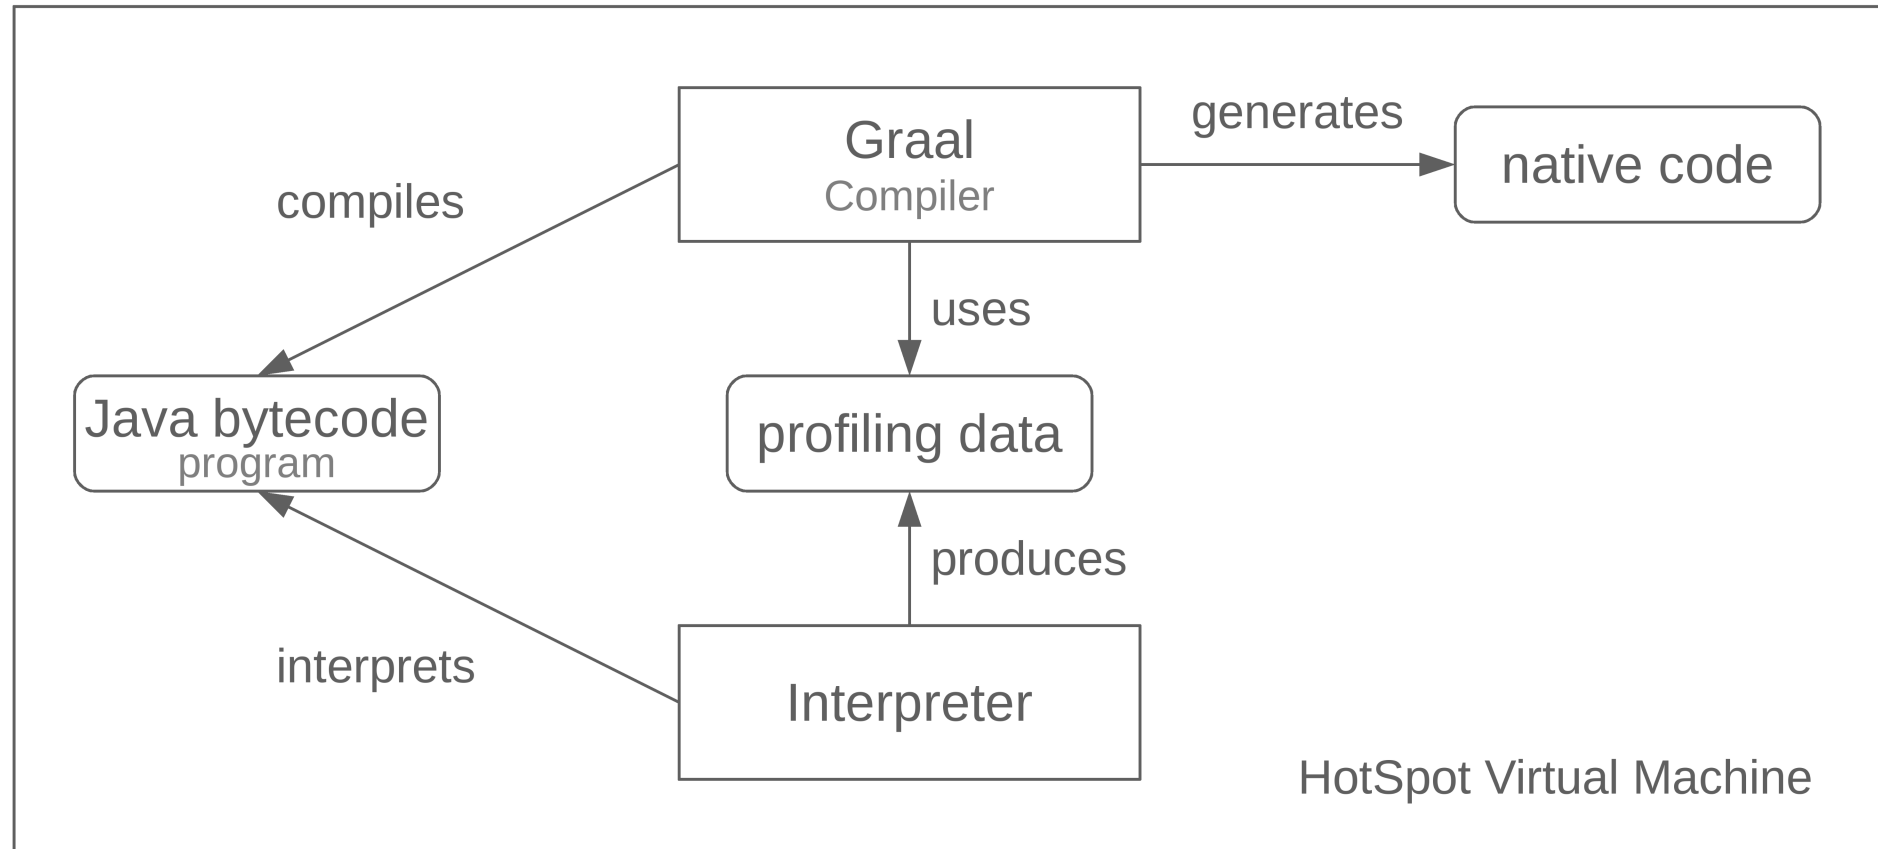 generates
Graal
native code
Compiler
compiles
uses
Java bytecode
program
profiling data
produces
interprets
Interpreter
HotSpot Virtual Machine